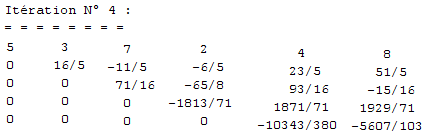 Itération N° 4 :
= = = = = = = =
5 3 7 2 4 8
0 16/5 -11/5 -6/5 23/5 51/5
0 0 71/16 -65/8 93/16 -15/16
0 0 0 -1813/71 1871/71 1929/71
0 0 0 0 -10343/380 -5607/103